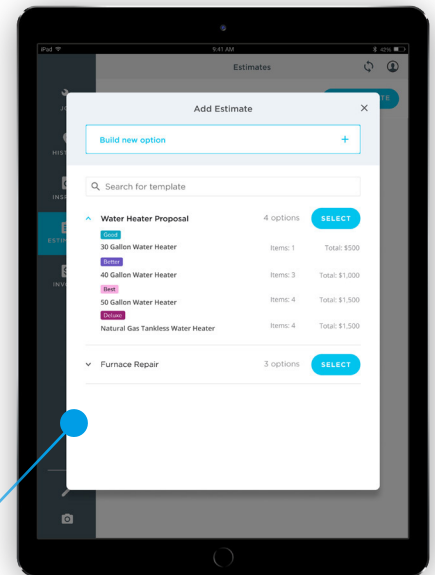 iPod 9:41 AM 42%
Estimates
Add Estimate ×
Build new option +
Search for template
Water Heater Proposal 4 options SELECT
Good
30 Gallon Water Heater Items: 1 Total: $500
Better
40 Gallon Water Heater Items: 3 Total: $1,000
Best
50 Gallon Water Heater Items: 4 Total: $1,500
Deluxe
Natural Gas Tankless Water Heater Items: 4 Total: $1,500
Furnace Repair 3 options SELECT